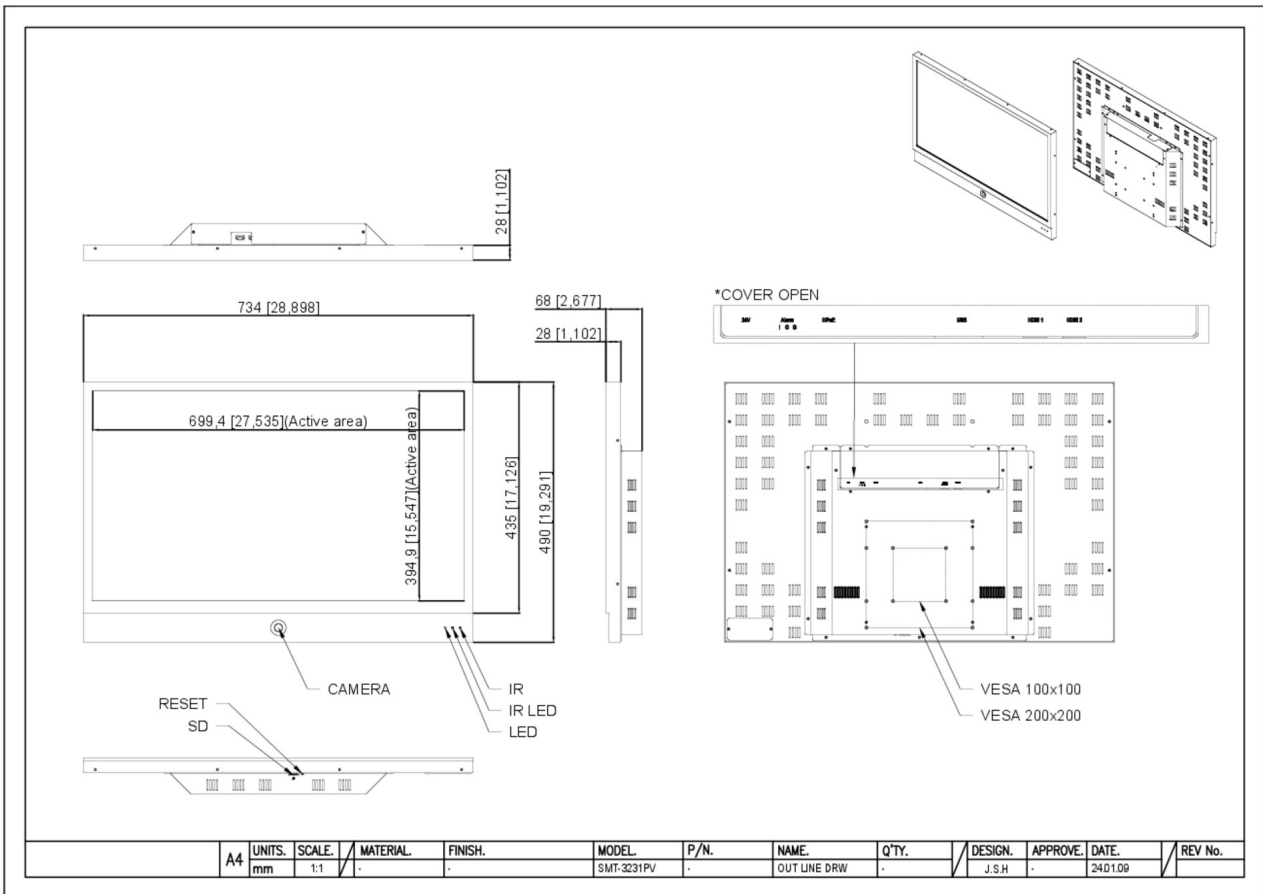 28 [1,102]
734 [28,898]
68 [2,677]
28 [1,102]
*COVER OPEN
24V
Alarm
I O G
HPoE
USB
HDMI 1
HDMI 2
699,4 [27,535](Active area)
394,9 [15,547](Active area)
435 [17,126]
490 [19,291]
CAMERA
IR
IR LED
LED
RESET
SD
VESA 100x100
VESA 200x200
A4 UNITS. SCALE. MATERIAL. FINISH. MODEL. P/N. NAME. Q'TY. DESIGN. APPROVE. DATE. REV No.
mm 1:1 . . SMT-3231PV . OUT LINE DRW . J.S.H . 24.01.09